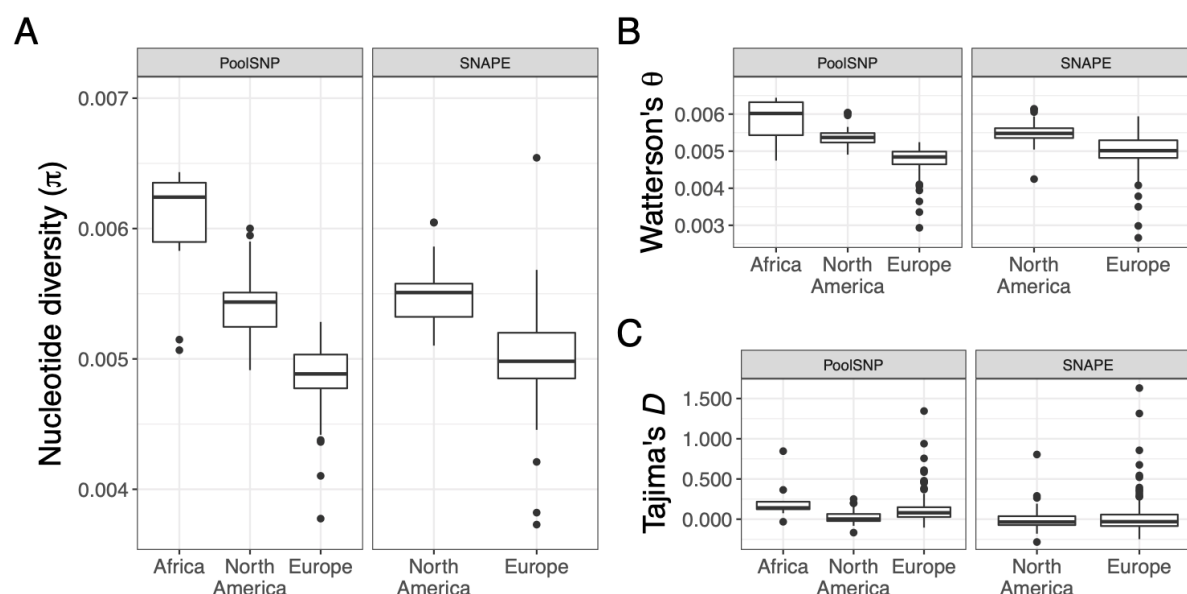 A
PoolSNP
SNAPE
Nucleotide diversity (π)
0.007
0.006
0.005
0.004
Africa
North
America
Europe
North
America
Europe
B
PoolSNP
SNAPE
Watterson's θ
0.006
0.005
0.004
0.003
Africa
North
America
Europe
North
America
Europe
C
PoolSNP
SNAPE
Tajima's D
1.500
1.000
0.500
0.000
Africa
North
America
Europe
North
America
Europe